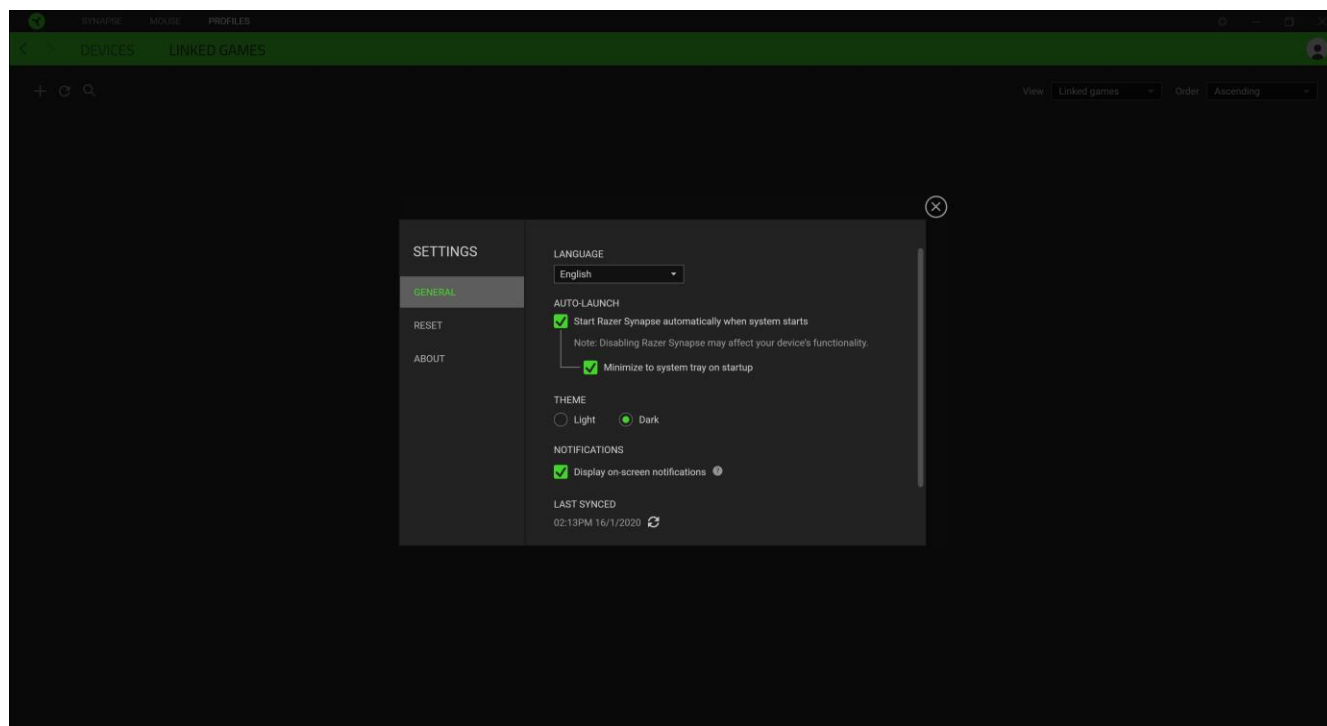 SYNAPSE MOUSE PROFILES
DEVICES LINKED GAMES
View Linked games Order Ascending
SETTINGS
GENERAL
RESET
ABOUT
LANGUAGE
English
AUTO-LAUNCH
Start Razer Synapse automatically when system starts
Note: Disabling Razer Synapse may affect your device's functionality.
Minimize to system tray on startup
THEME
Light Dark
NOTIFICATIONS
Display on-screen notifications
LAST SYNCED
02:13PM 16/1/2020